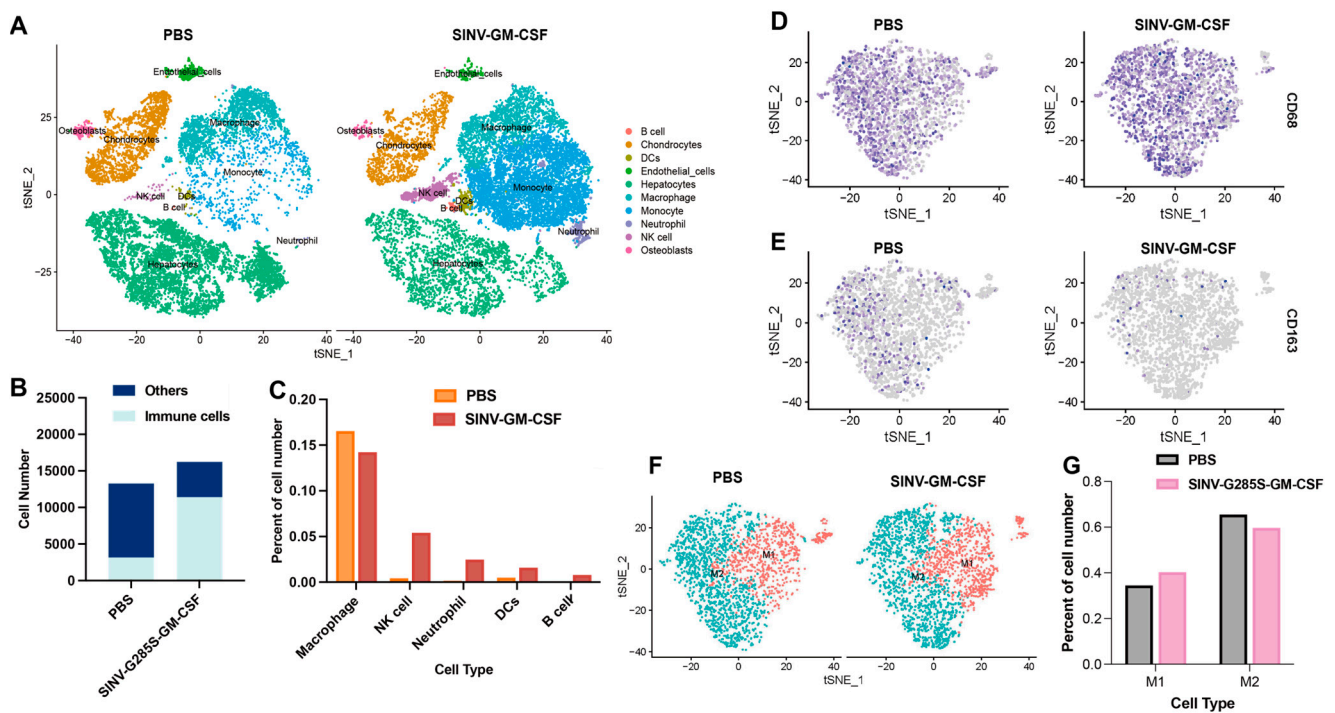 A
PBS
SINV-GM-CSF
Endothelial_cells
Endothelial_cells
Osteoblasts
Chondrocytes
Macrophage
Monocyte
NK cell
DCs
B cell
Neutrophil
Hepatocytes
Osteoblasts
Chondrocytes
Macrophage
Monocyte
NK cell
DCs
B cell
Neutrophil
Hepatocytes
25
0
−25
tSNE_2
−40 −20 0 20 40
−40 −20 0 20 40
tSNE_1
B cell
Chondrocytes
DCs
Endothelial_cells
Hepatocytes
Macrophage
Monocyte
Neutrophil
NK cell
Osteoblasts
B
Others
Immune cells
25000
20000
15000
10000
5000
0
Cell Number
PBS
SINV-G285S-GM-CSF
C
PBS
SINV-GM-CSF
0.20
0.15
0.10
0.05
0.00
Percent of cell number
Macrophage
NK cell
Neutrophil
DCs
B cell
Cell Type
D
PBS
SINV-GM-CSF
20
0
−20
−40
tSNE_2
CD68
−20 0 20 40
−20 0 20 40
tSNE_1
tSNE_1
E
PBS
SINV-GM-CSF
20
0
−20
−40
tSNE_2
CD163
−20 0 20 40
−20 0 20 40
tSNE_1
tSNE_1
F
PBS
SINV-GM-CSF
20
0
−20
−40
tSNE_2
M1
M2
M1
M2
−20 0 20 40
−20 0 20 40
tSNE_1
G
PBS
SINV-G285S-GM-CSF
0.8
0.6
0.4
0.2
0.0
Percent of cell number
M1
M2
Cell Type